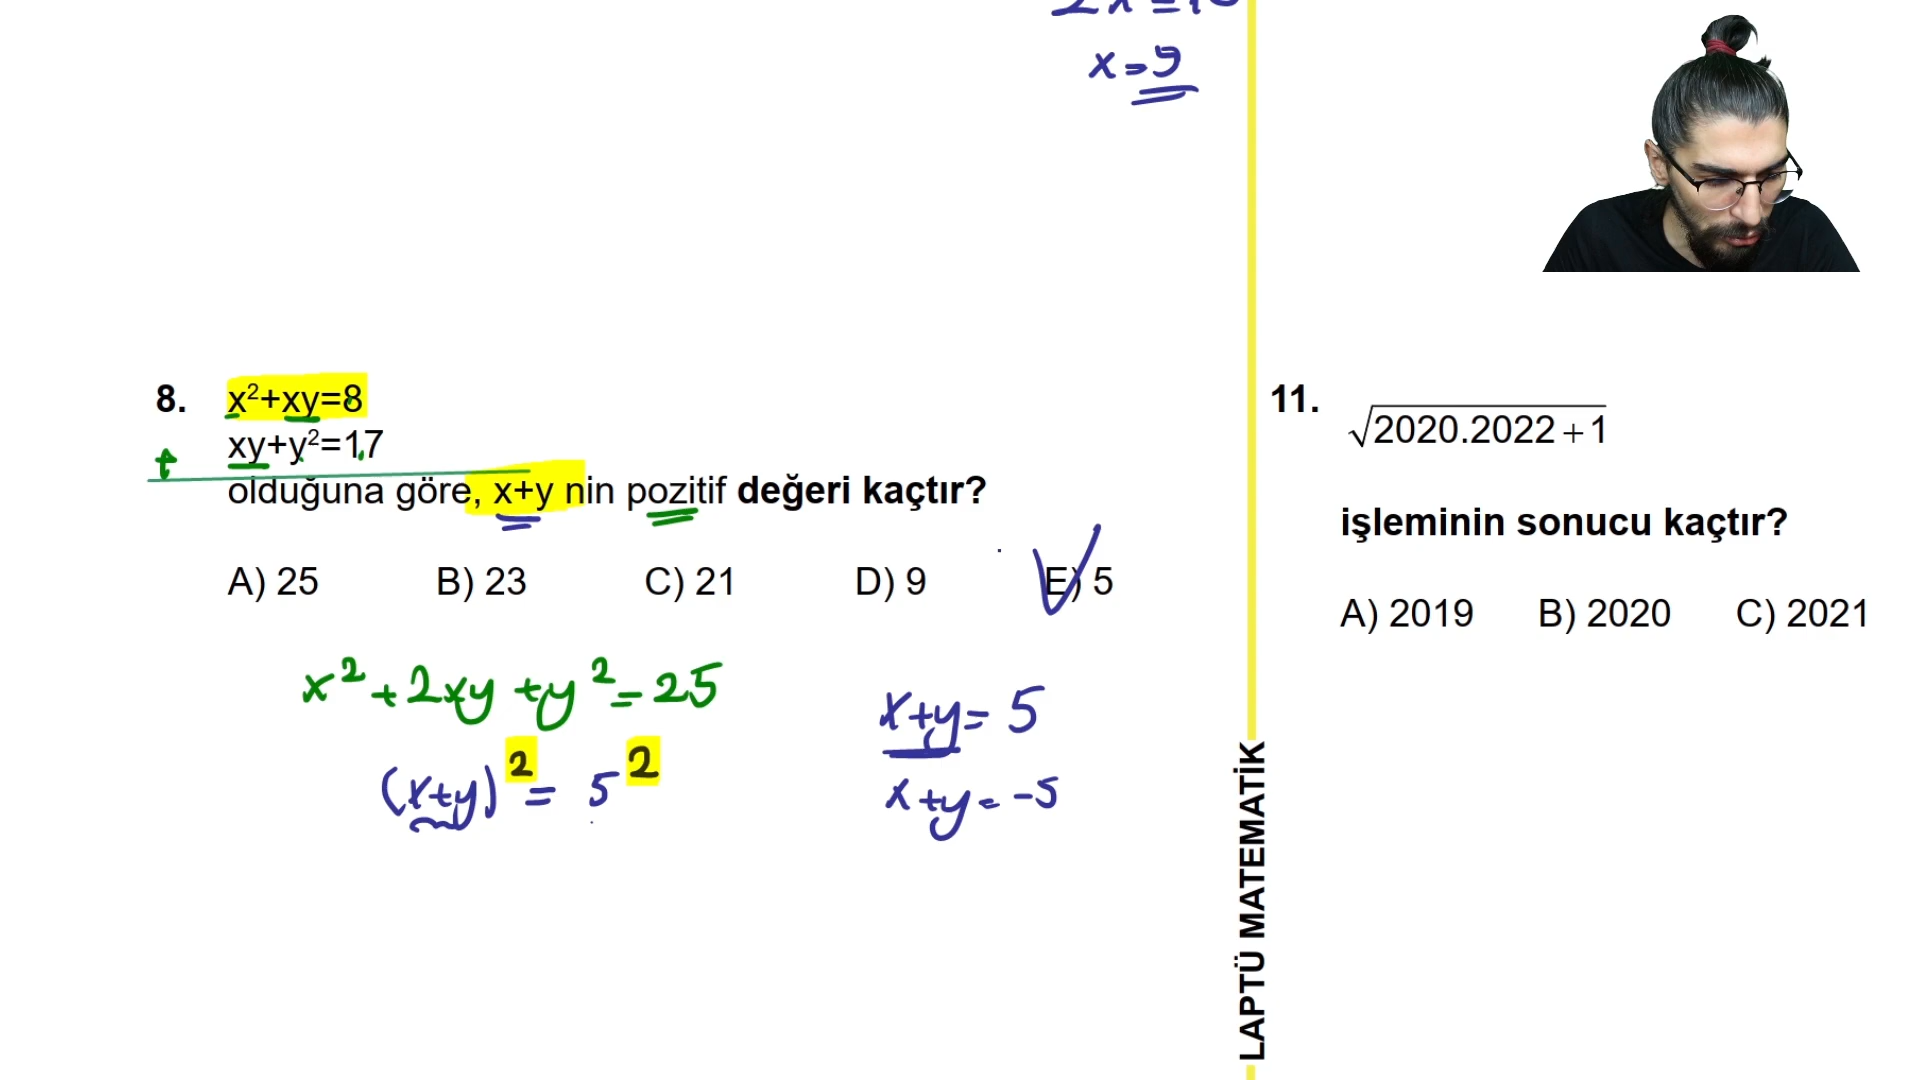 x=9
8. x²+xy=8
xy+y²=17
+
olduğuna göre, x+y nin pozitif değeri kaçtır?
A) 25 B) 23 C) 21 D) 9 E) 5
x²+2xy+y²=25
(x+y)²=5²
x+y=5
x+y=-5
LAPTÜ MATEMATİK
11. √2020.2022+1
işleminin sonucu kaçtır?
A) 2019 B) 2020 C) 2021